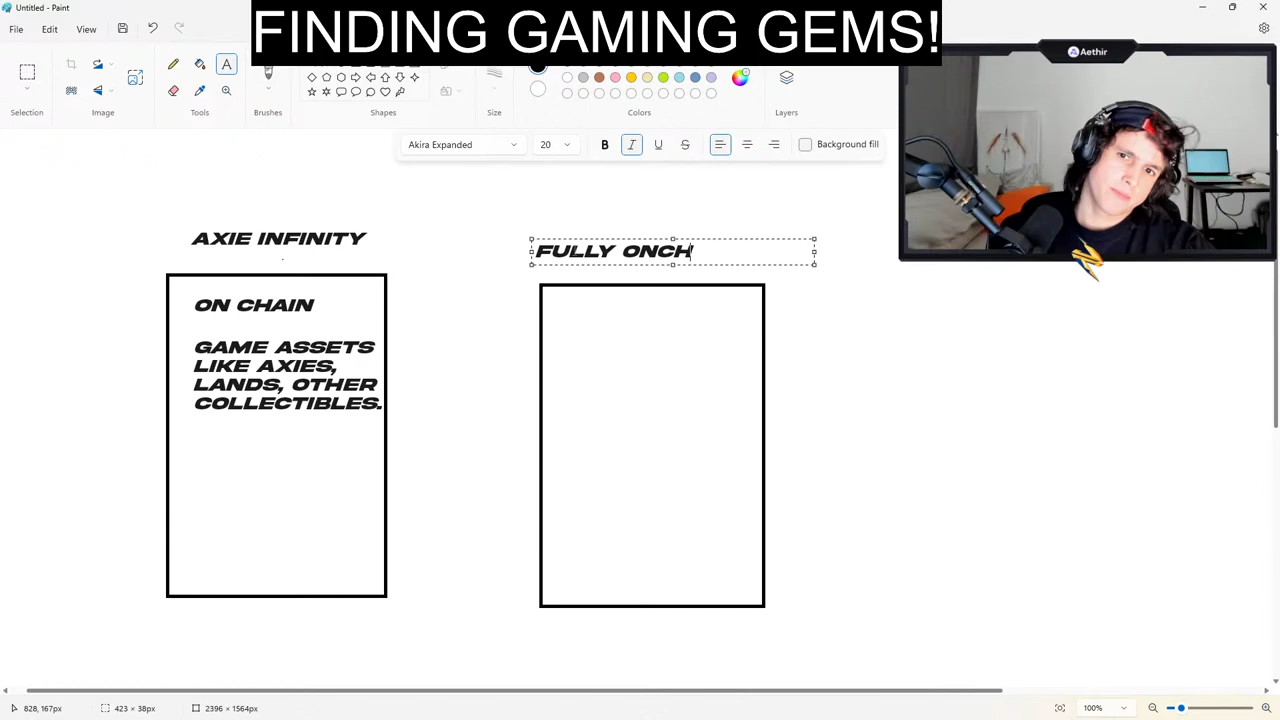 Untitled - Paint
FINDING GAMING GEMS!
File
Edit
View
Selection
Image
Tools
Brushes
Shapes
Size
Colors
Layers
Aethir
Akira Expanded
20
B
I
U
S
Background fill
AXIE INFINITY
FULLY ONCH
ON CHAIN
GAME ASSETS
LIKE AXIES,
LANDS, OTHER
COLLECTIBLES.
828, 167px
423 × 38px
2396 × 1564px
100%